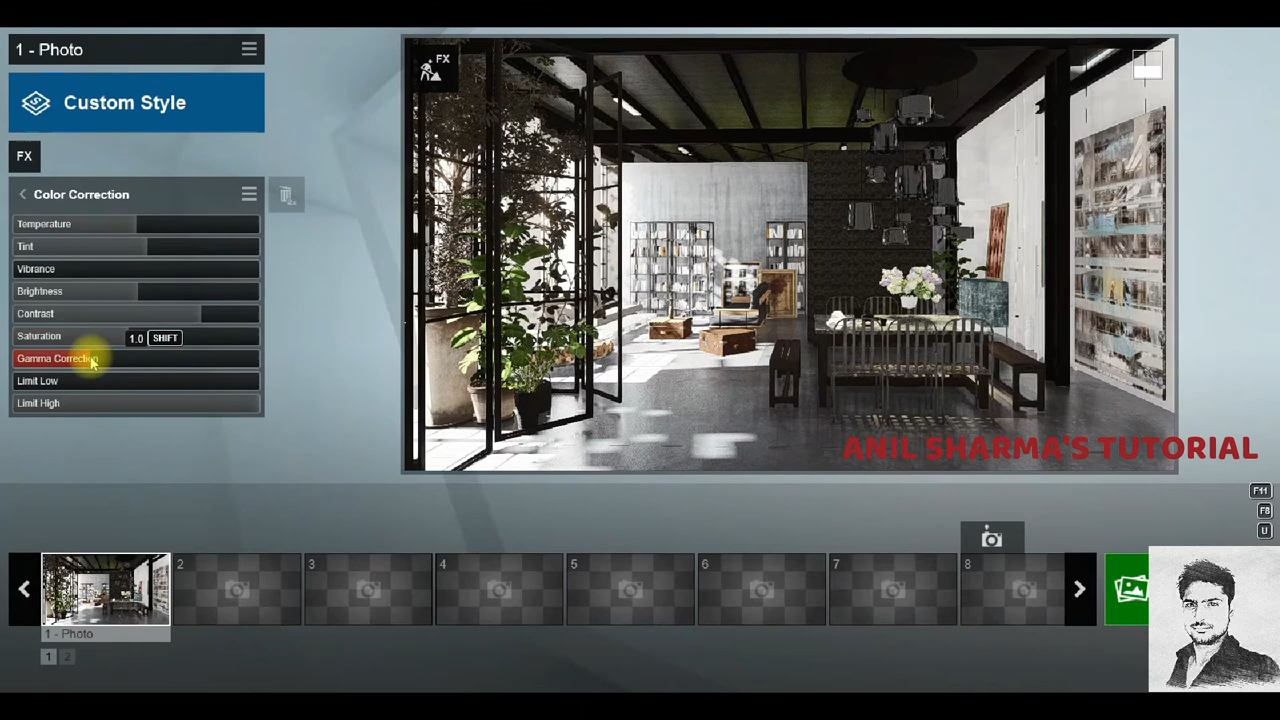 1 - Photo
Custom Style
FX
Color Correction
Temperature
Tint
Vibrance
Brightness
Contrast
Saturation
1.0 SHIFT
Gamma Correction
Limit Low
Limit High
FX
ANIL SHARMA'S TUTORIAL
F11
F8
U
2
3
4
5
6
7
8
1 - Photo
1 2